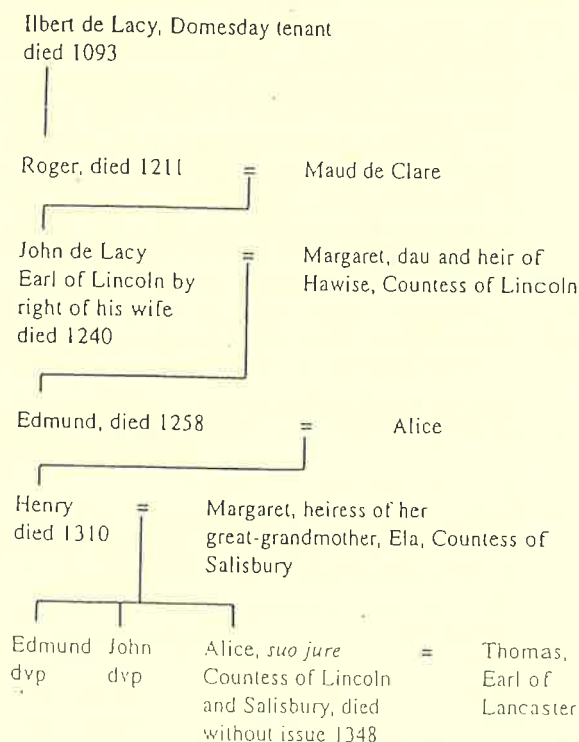 Ilbert de Lacy, Domesday tenant
died 1093
Roger, died 1211 = Maud de Clare
John de Lacy
Earl of Lincoln by
right of his wife
died 1240
=
Margaret, dau and heir of
Hawise, Countess of Lincoln
Edmund, died 1258 = Alice
Henry
died 1310
=
Margaret, heiress of her
great-grandmother, Ela, Countess of
Salisbury
Edmund
dvp
John
dvp
Alice, suo jure
Countess of Lincoln
and Salisbury, died
without issue 1348
=
Thomas,
Earl of
Lancaster